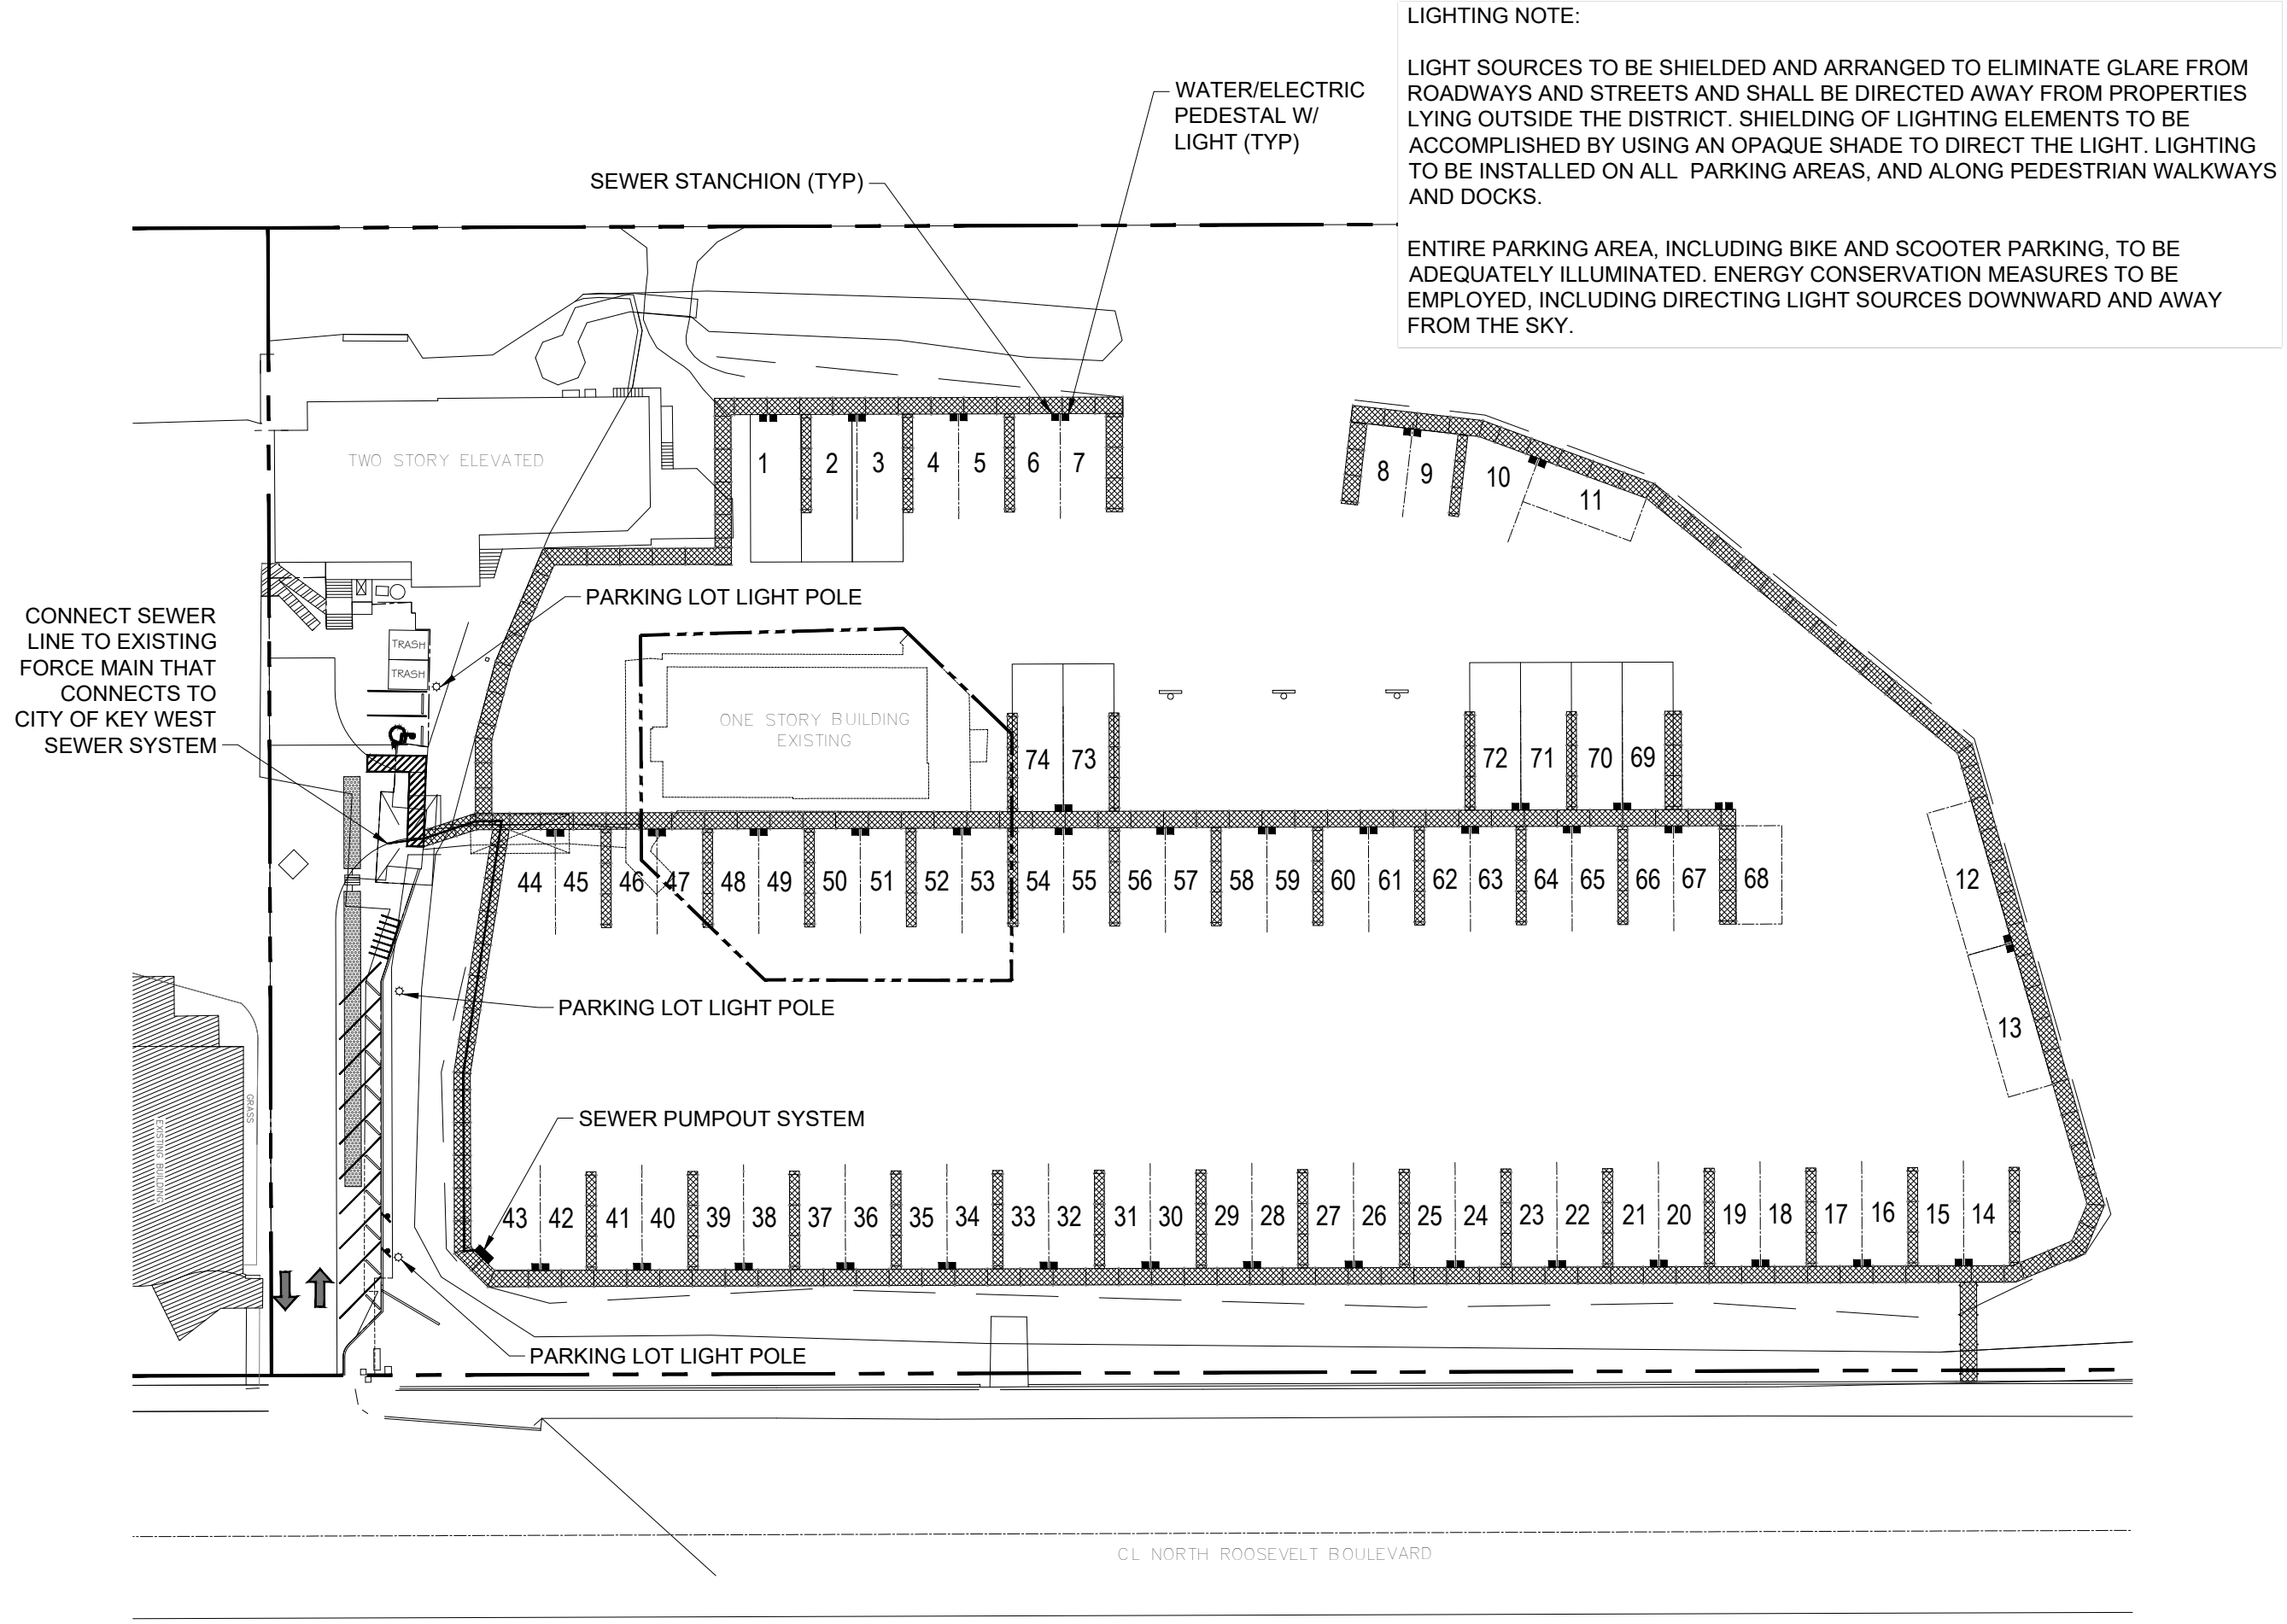 LIGHTING NOTE:
LIGHT SOURCES TO BE SHIELDED AND ARRANGED TO ELIMINATE GLARE FROM
ROADWAYS AND STREETS AND SHALL BE DIRECTED AWAY FROM PROPERTIES
LYING OUTSIDE THE DISTRICT. SHIELDING OF LIGHTING ELEMENTS TO BE
ACCOMPLISHED BY USING AN OPAQUE SHADE TO DIRECT THE LIGHT. LIGHTING
TO BE INSTALLED ON ALL PARKING AREAS, AND ALONG PEDESTRIAN WALKWAYS
AND DOCKS.
ENTIRE PARKING AREA, INCLUDING BIKE AND SCOOTER PARKING, TO BE
ADEQUATELY ILLUMINATED. ENERGY CONSERVATION MEASURES TO BE
EMPLOYED, INCLUDING DIRECTING LIGHT SOURCES DOWNWARD AND AWAY
FROM THE SKY.
WATER/ELECTRIC
PEDESTAL W/
LIGHT (TYP)
SEWER STANCHION (TYP)
TWO STORY ELEVATED
1 2 3 4 5 6 7
8 9 10 11
PARKING LOT LIGHT POLE
CONNECT SEWER
LINE TO EXISTING
FORCE MAIN THAT
CONNECTS TO
CITY OF KEY WEST
SEWER SYSTEM
TRASH
TRASH
ONE STORY BUILDING
EXISTING
74 73 72 71 70 69
44 45 46 47 48 49 50 51 52 53 54 55 56 57 58 59 60 61 62 63 64 65 66 67 68
12
13
PARKING LOT LIGHT POLE
GRASS
EXISTING BUILDING
SEWER PUMPOUT SYSTEM
43 42 41 40 39 38 37 36 35 34 33 32 31 30 29 28 27 26 25 24 23 22 21 20 19 18 17 16 15 14
PARKING LOT LIGHT POLE
CL NORTH ROOSEVELT BOULEVARD